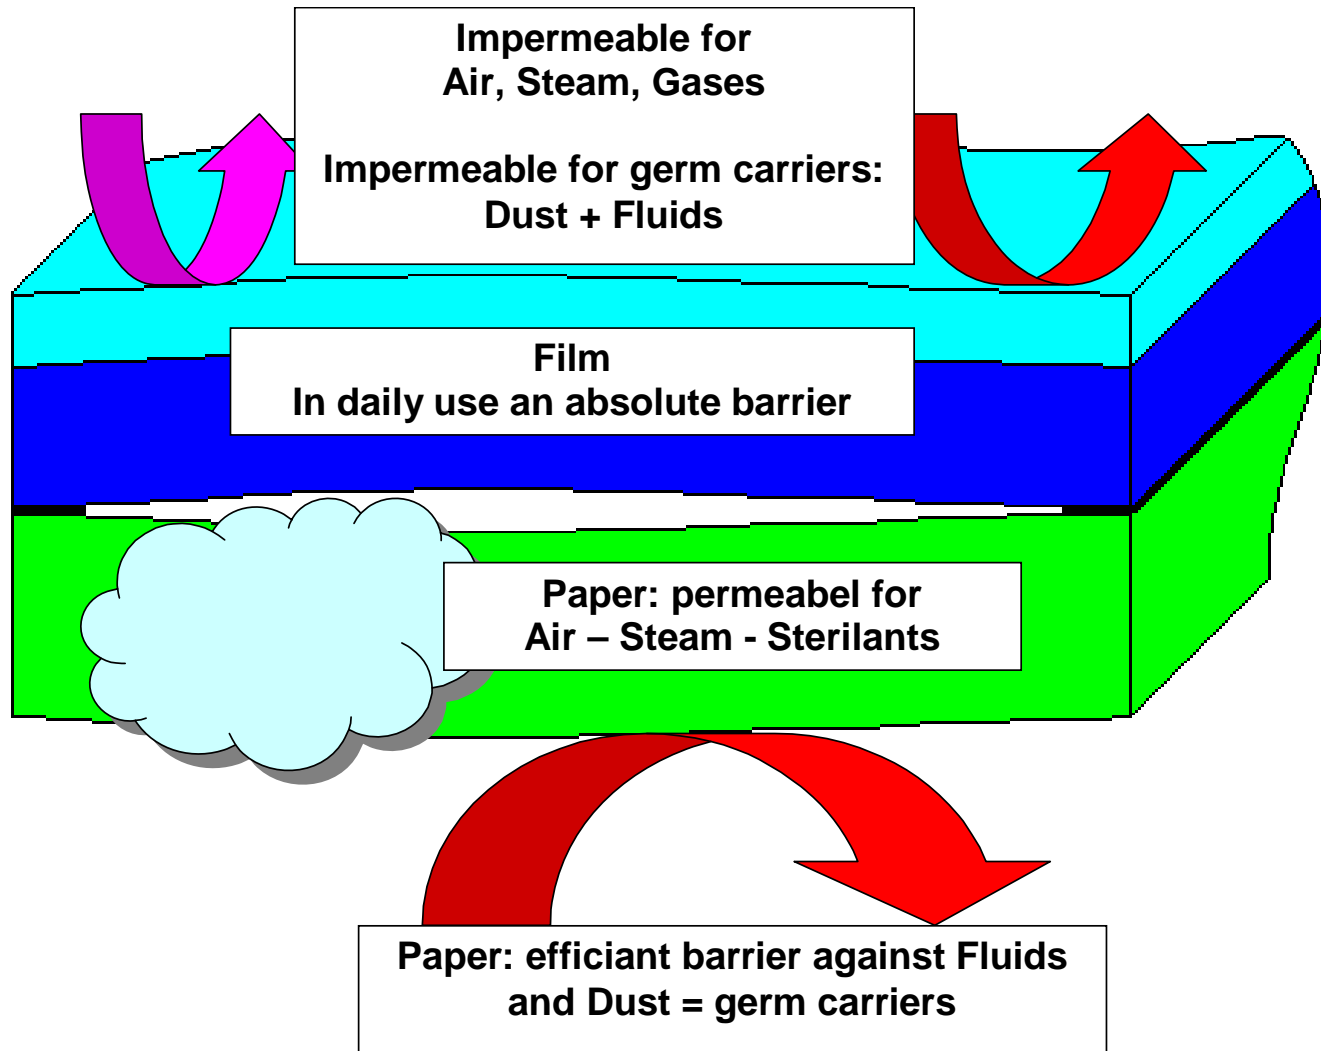 Impermeable for
Air, Steam, Gases
Impermeable for germ carriers:
Dust + Fluids
Film
In daily use an absolute barrier
Paper: permeabel for
Air – Steam - Sterilants
Paper: efficiant barrier against Fluids
and Dust = germ carriers